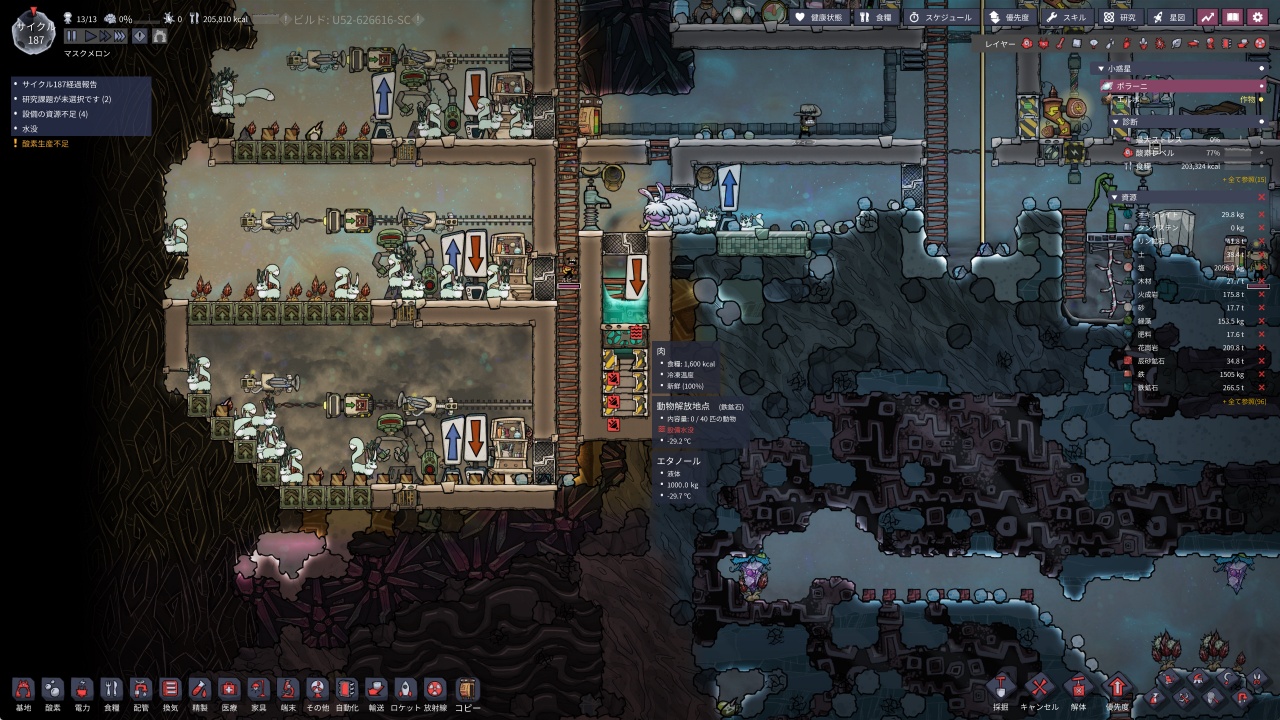 サイクル
187
13/13
0%
0
205,810 kcal
ビルド: U52-626616-SC
マスクメロン
健康状態
食糧
スケジュール
優先度
スキル
研究
星図
サイクル187経過報告
研究課題が未選択です (2)
設備の資源不足 (4)
水没
酸素生産不足
レイヤー
小惑星
ポラーニ
作物
診断
0%
酸素レベル 77%
食糧 203,324 kcal
+ 全て参照(15)
資源
29.8 kg
0 kg
土
塩
木材 27.7 t
火成岩 175.8 t
砂 17.7 t
緑藻 153.5 kg
肥料 17.6 t
花崗岩 209.8 t
辰砂鉱石 34.8 t
鉄 1505 kg
鉄鉱石 266.5 t
+ 全て参照(96)
肉
食糧: 1,600 kcal
冷凍温度
新鮮 (100%)
動物解放地点 (鉄鉱石)
内容量: 0 / 40 匹の動物
設備水没
-29.2 ℃
エタノール
液体
1000.0 kg
-29.7 ℃
基地
酸素
電力
食糧
配管
換気
精製
医療
家具
端末
その他
自動化
輸送
ロケット
放射線
コピー
採掘
キャンセル
解体
優先度